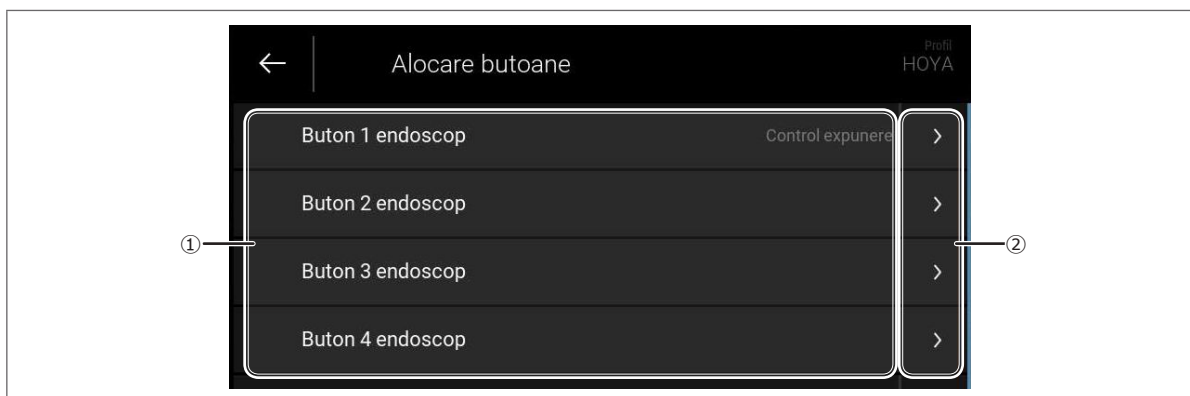 Profil
Alocare butoane HOYA
Buton 1 endoscop Control expunere
Buton 2 endoscop
① ②
Buton 3 endoscop
Buton 4 endoscop